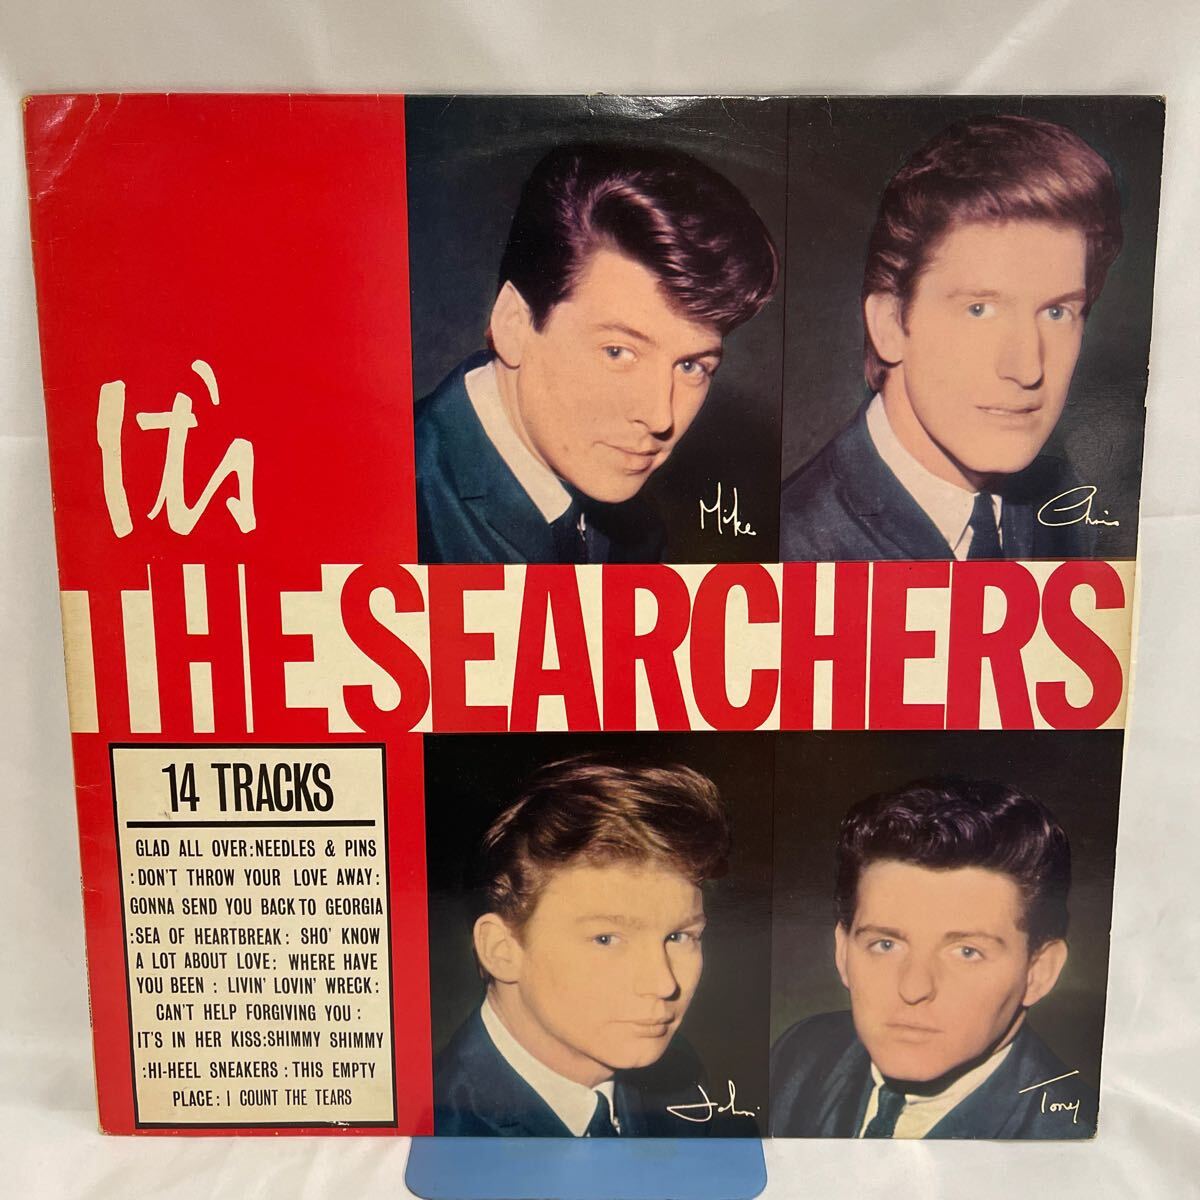 It's
Mike
Chris
THE SEARCHERS
14 TRACKS
GLAD ALL OVER:NEEDLES & PINS
:DON'T THROW YOUR LOVE AWAY:
GONNA SEND YOU BACK TO GEORGIA
:SEA OF HEARTBREAK: SHO' KNOW
A LOT ABOUT LOVE: WHERE HAVE
YOU BEEN : LIVIN' LOVIN' WRECK:
CAN'T HELP FORGIVING YOU :
IT'S IN HER KISS:SHIMMY SHIMMY
:HI-HEEL SNEAKERS : THIS EMPTY
PLACE: I COUNT THE TEARS
John
Tony